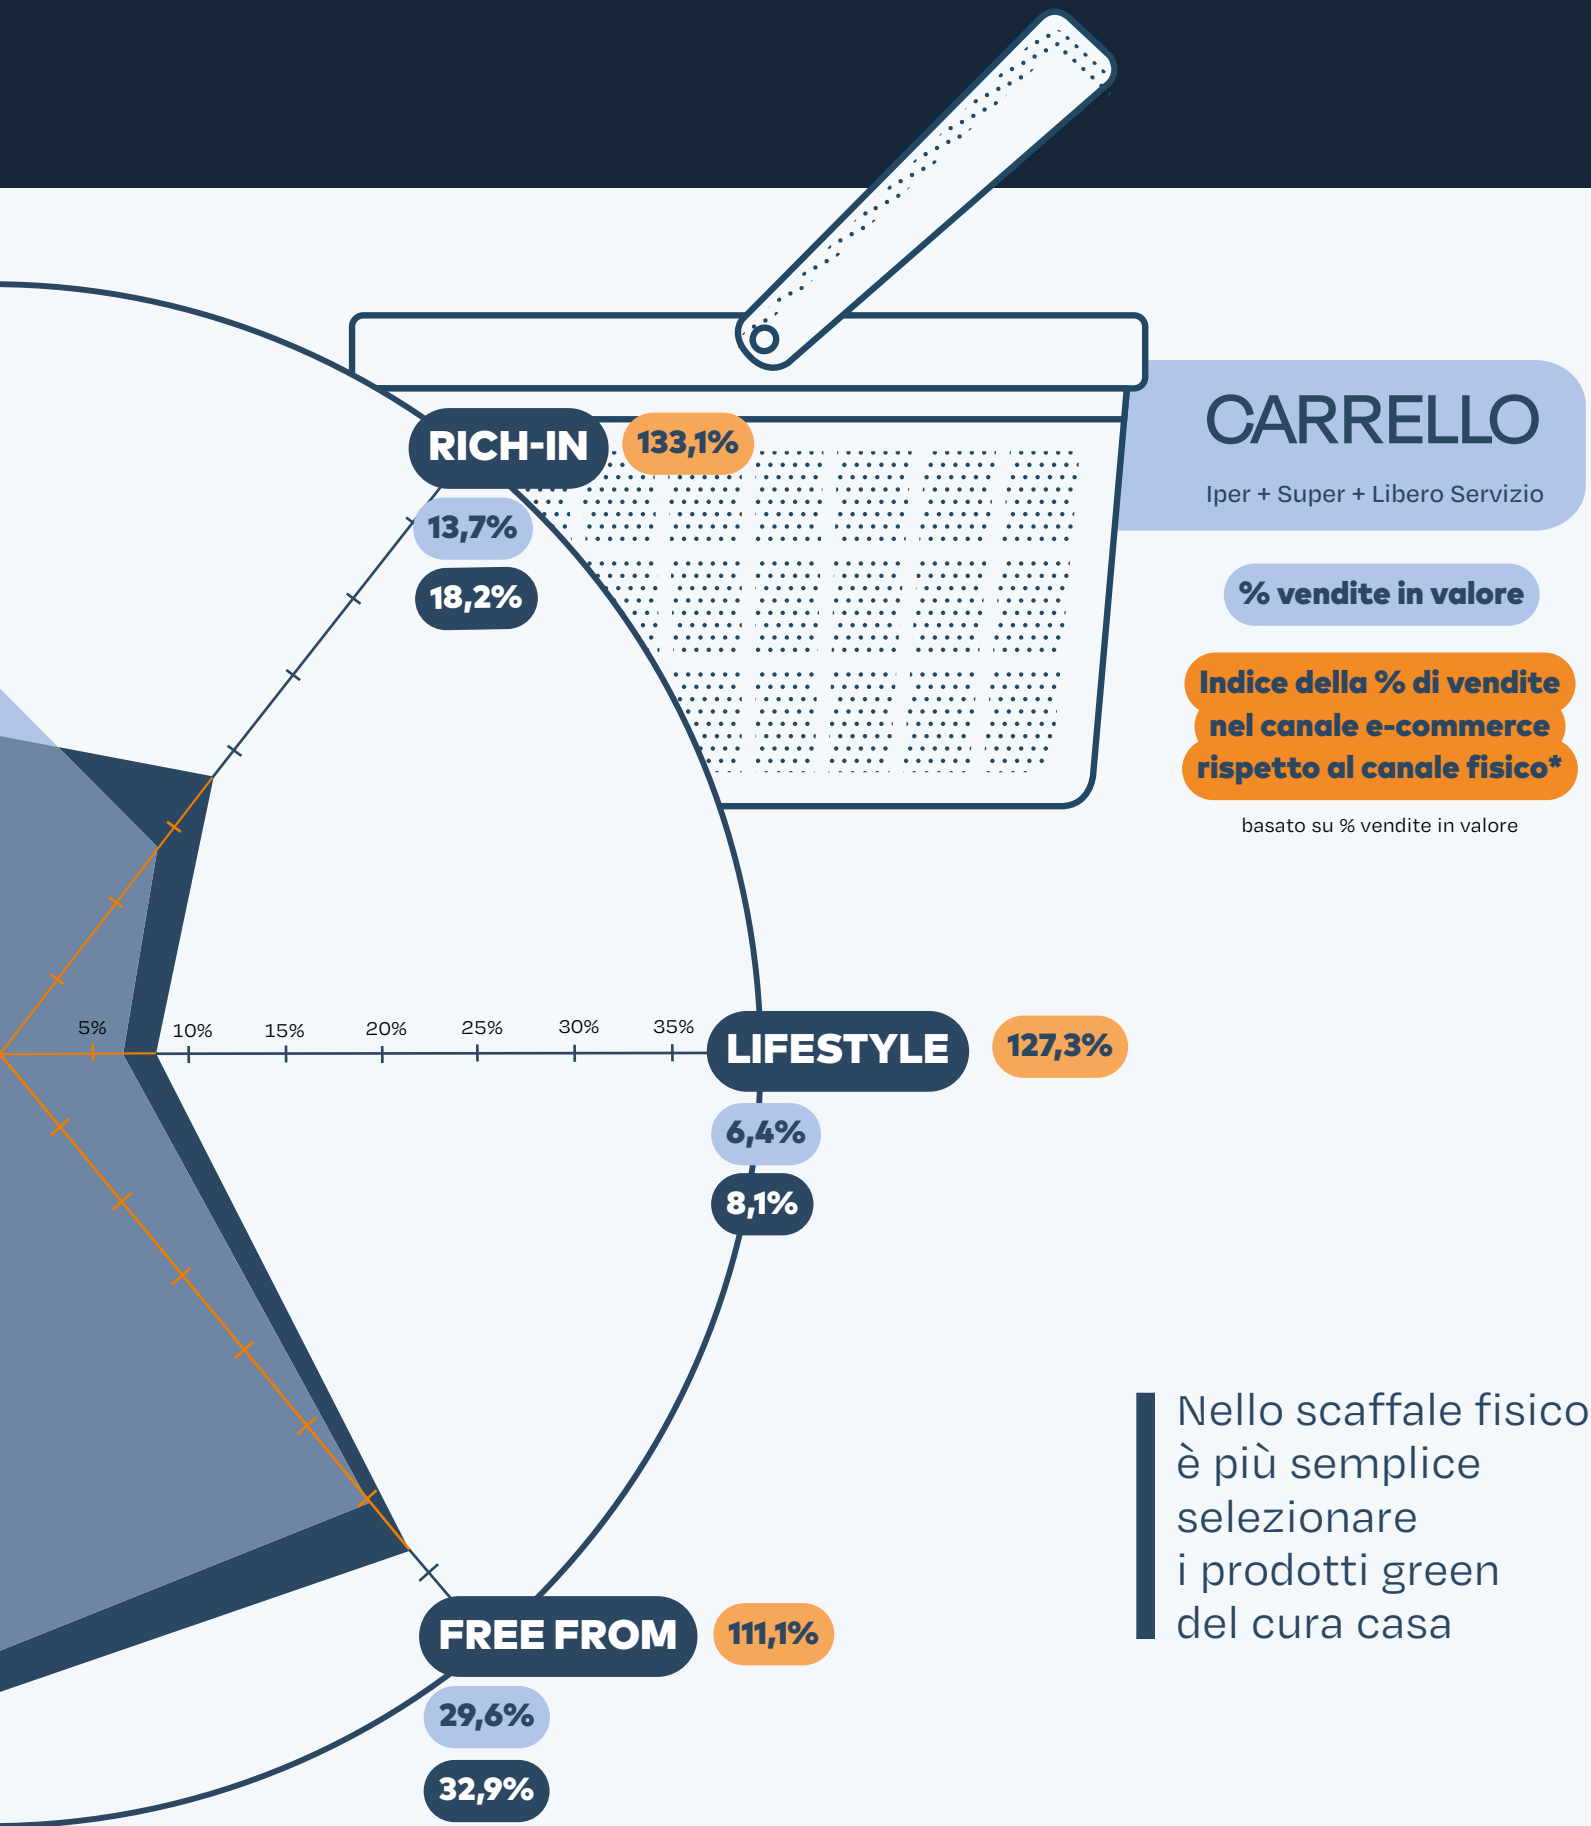 RICH-IN
133,1%
13,7%
18,2%
CARRELLO
Iper + Super + Libero Servizio
% vendite in valore
Indice della % di vendite
nel canale e-commerce
rispetto al canale fisico*
basato su % vendite in valore
5%
10%
15%
20%
25%
30%
35%
LIFESTYLE
127,3%
6,4%
8,1%
Nello scaffale fisico
è più semplice
selezionare
i prodotti green
del cura casa
FREE FROM
111,1%
29,6%
32,9%